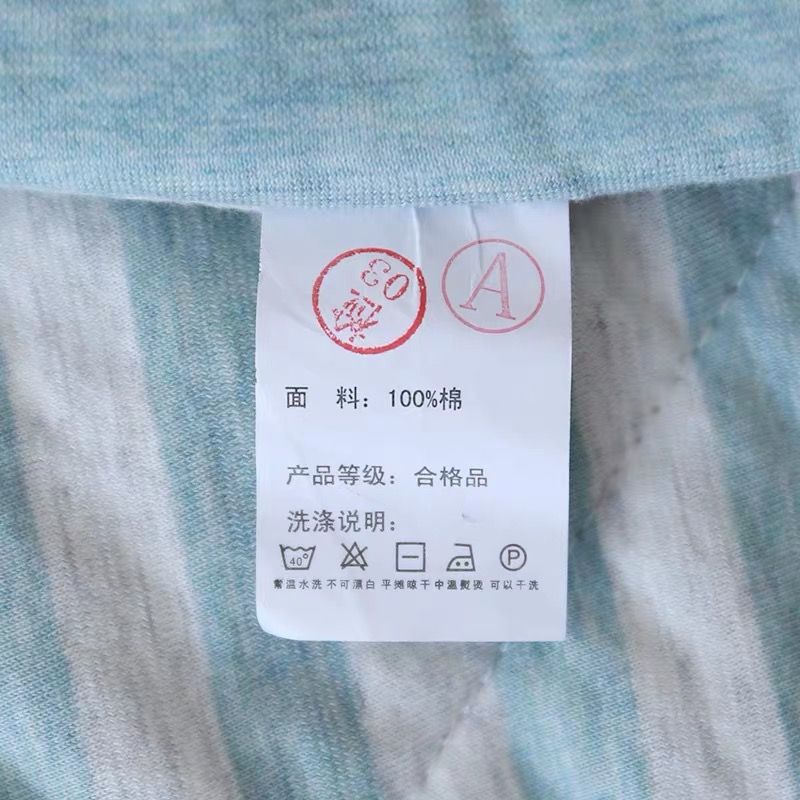 03
A
面 料：100%棉
产品等级：合格品
洗涤说明：
40° P
常温水洗 不可漂白 平摊晾干 中温熨烫 可以干洗